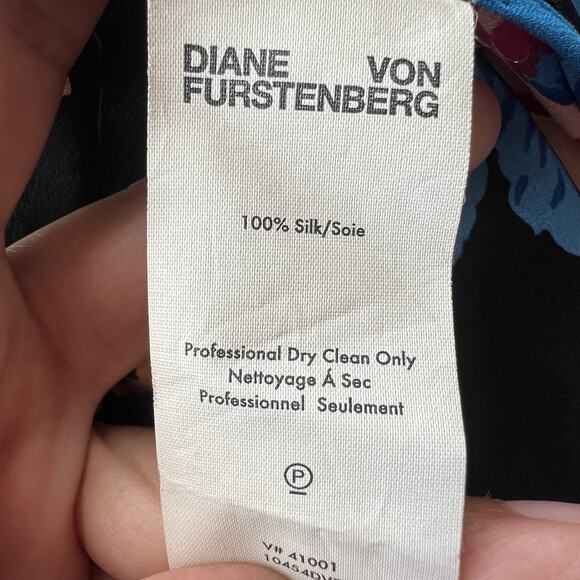 DIANE VON
FURSTENBERG
100% Silk/Soie
Professional Dry Clean Only
Nettoyage Á Sec
Professionnel Seulement
P
V# 41001